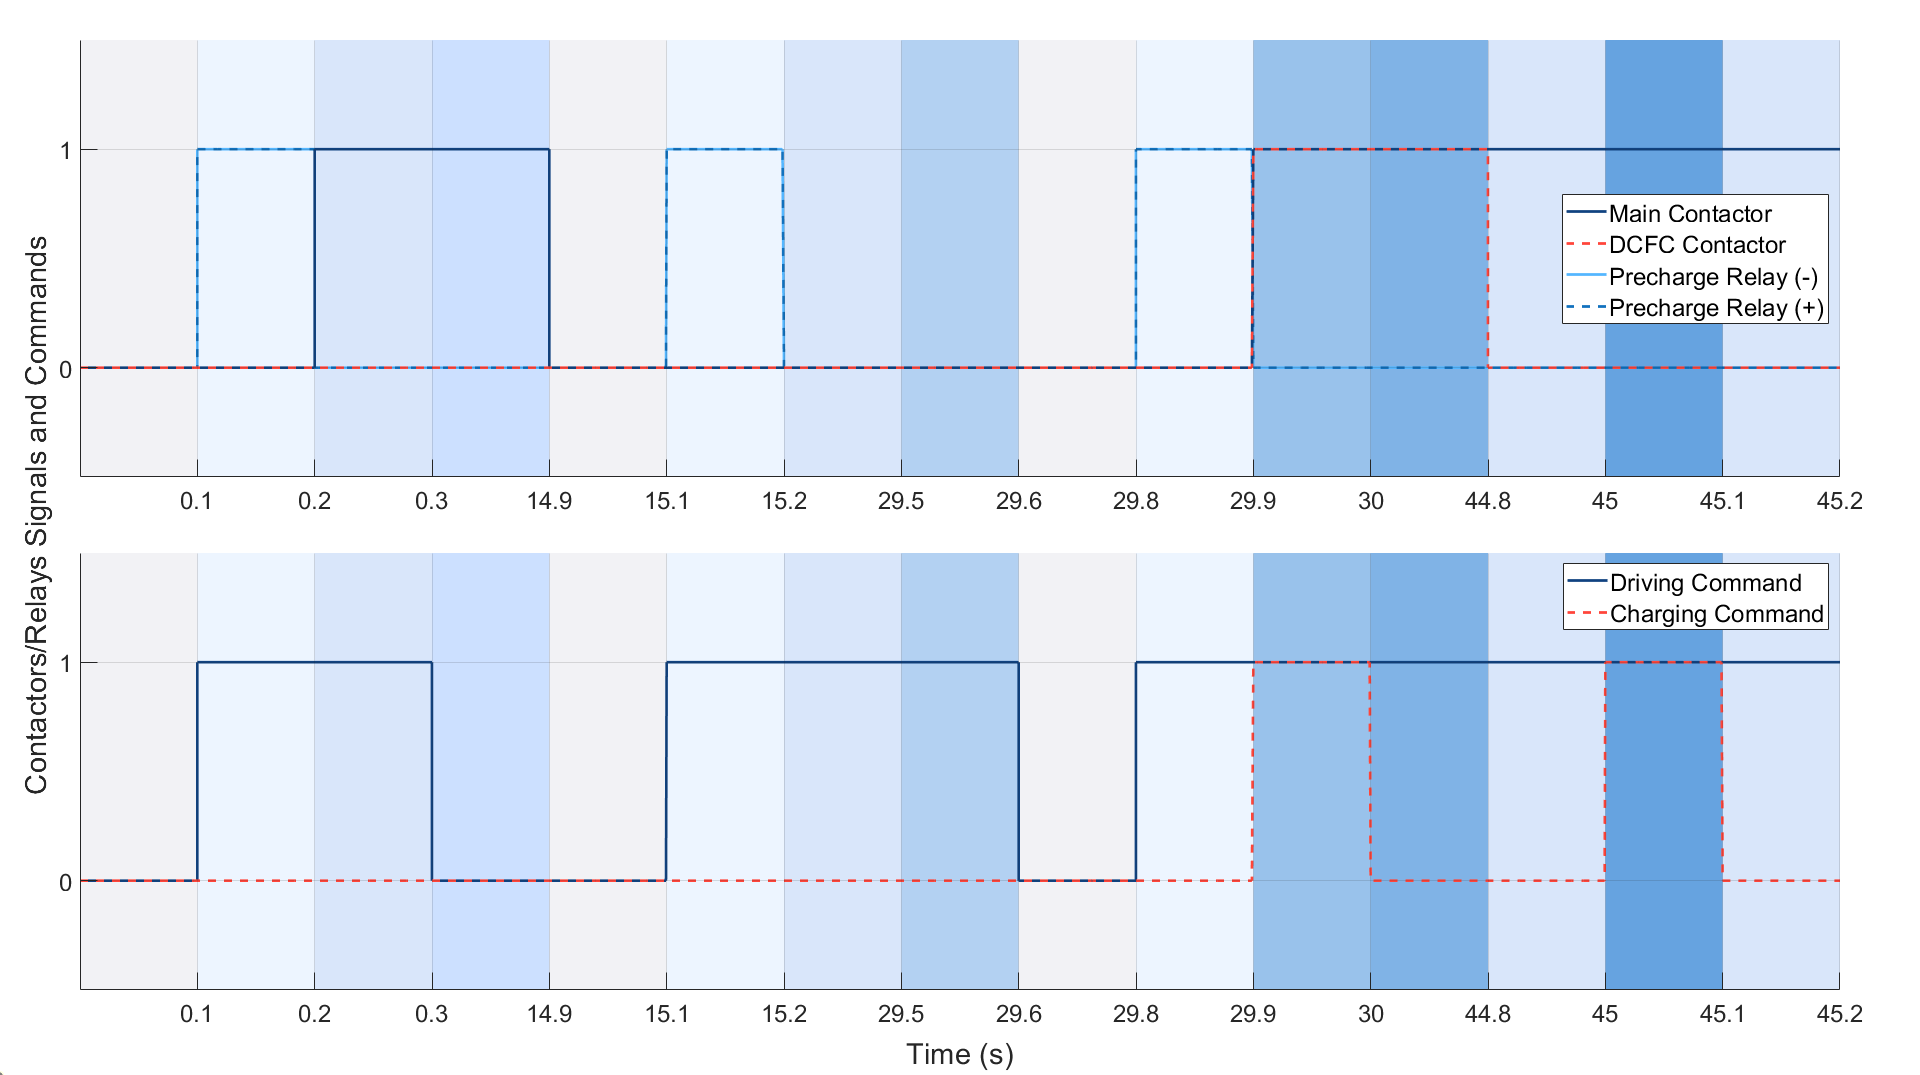 Contactors/Relays Signals and Commands
1
0
Main Contactor
DCFC Contactor
Precharge Relay (-)
Precharge Relay (+)
0.1 0.2 0.3 14.9 15.1 15.2 29.5 29.6 29.8 29.9 30 44.8 45 45.1 45.2
Driving Command
Charging Command
1
0
0.1 0.2 0.3 14.9 15.1 15.2 29.5 29.6 29.8 29.9 30 44.8 45 45.1 45.2
Time (s)